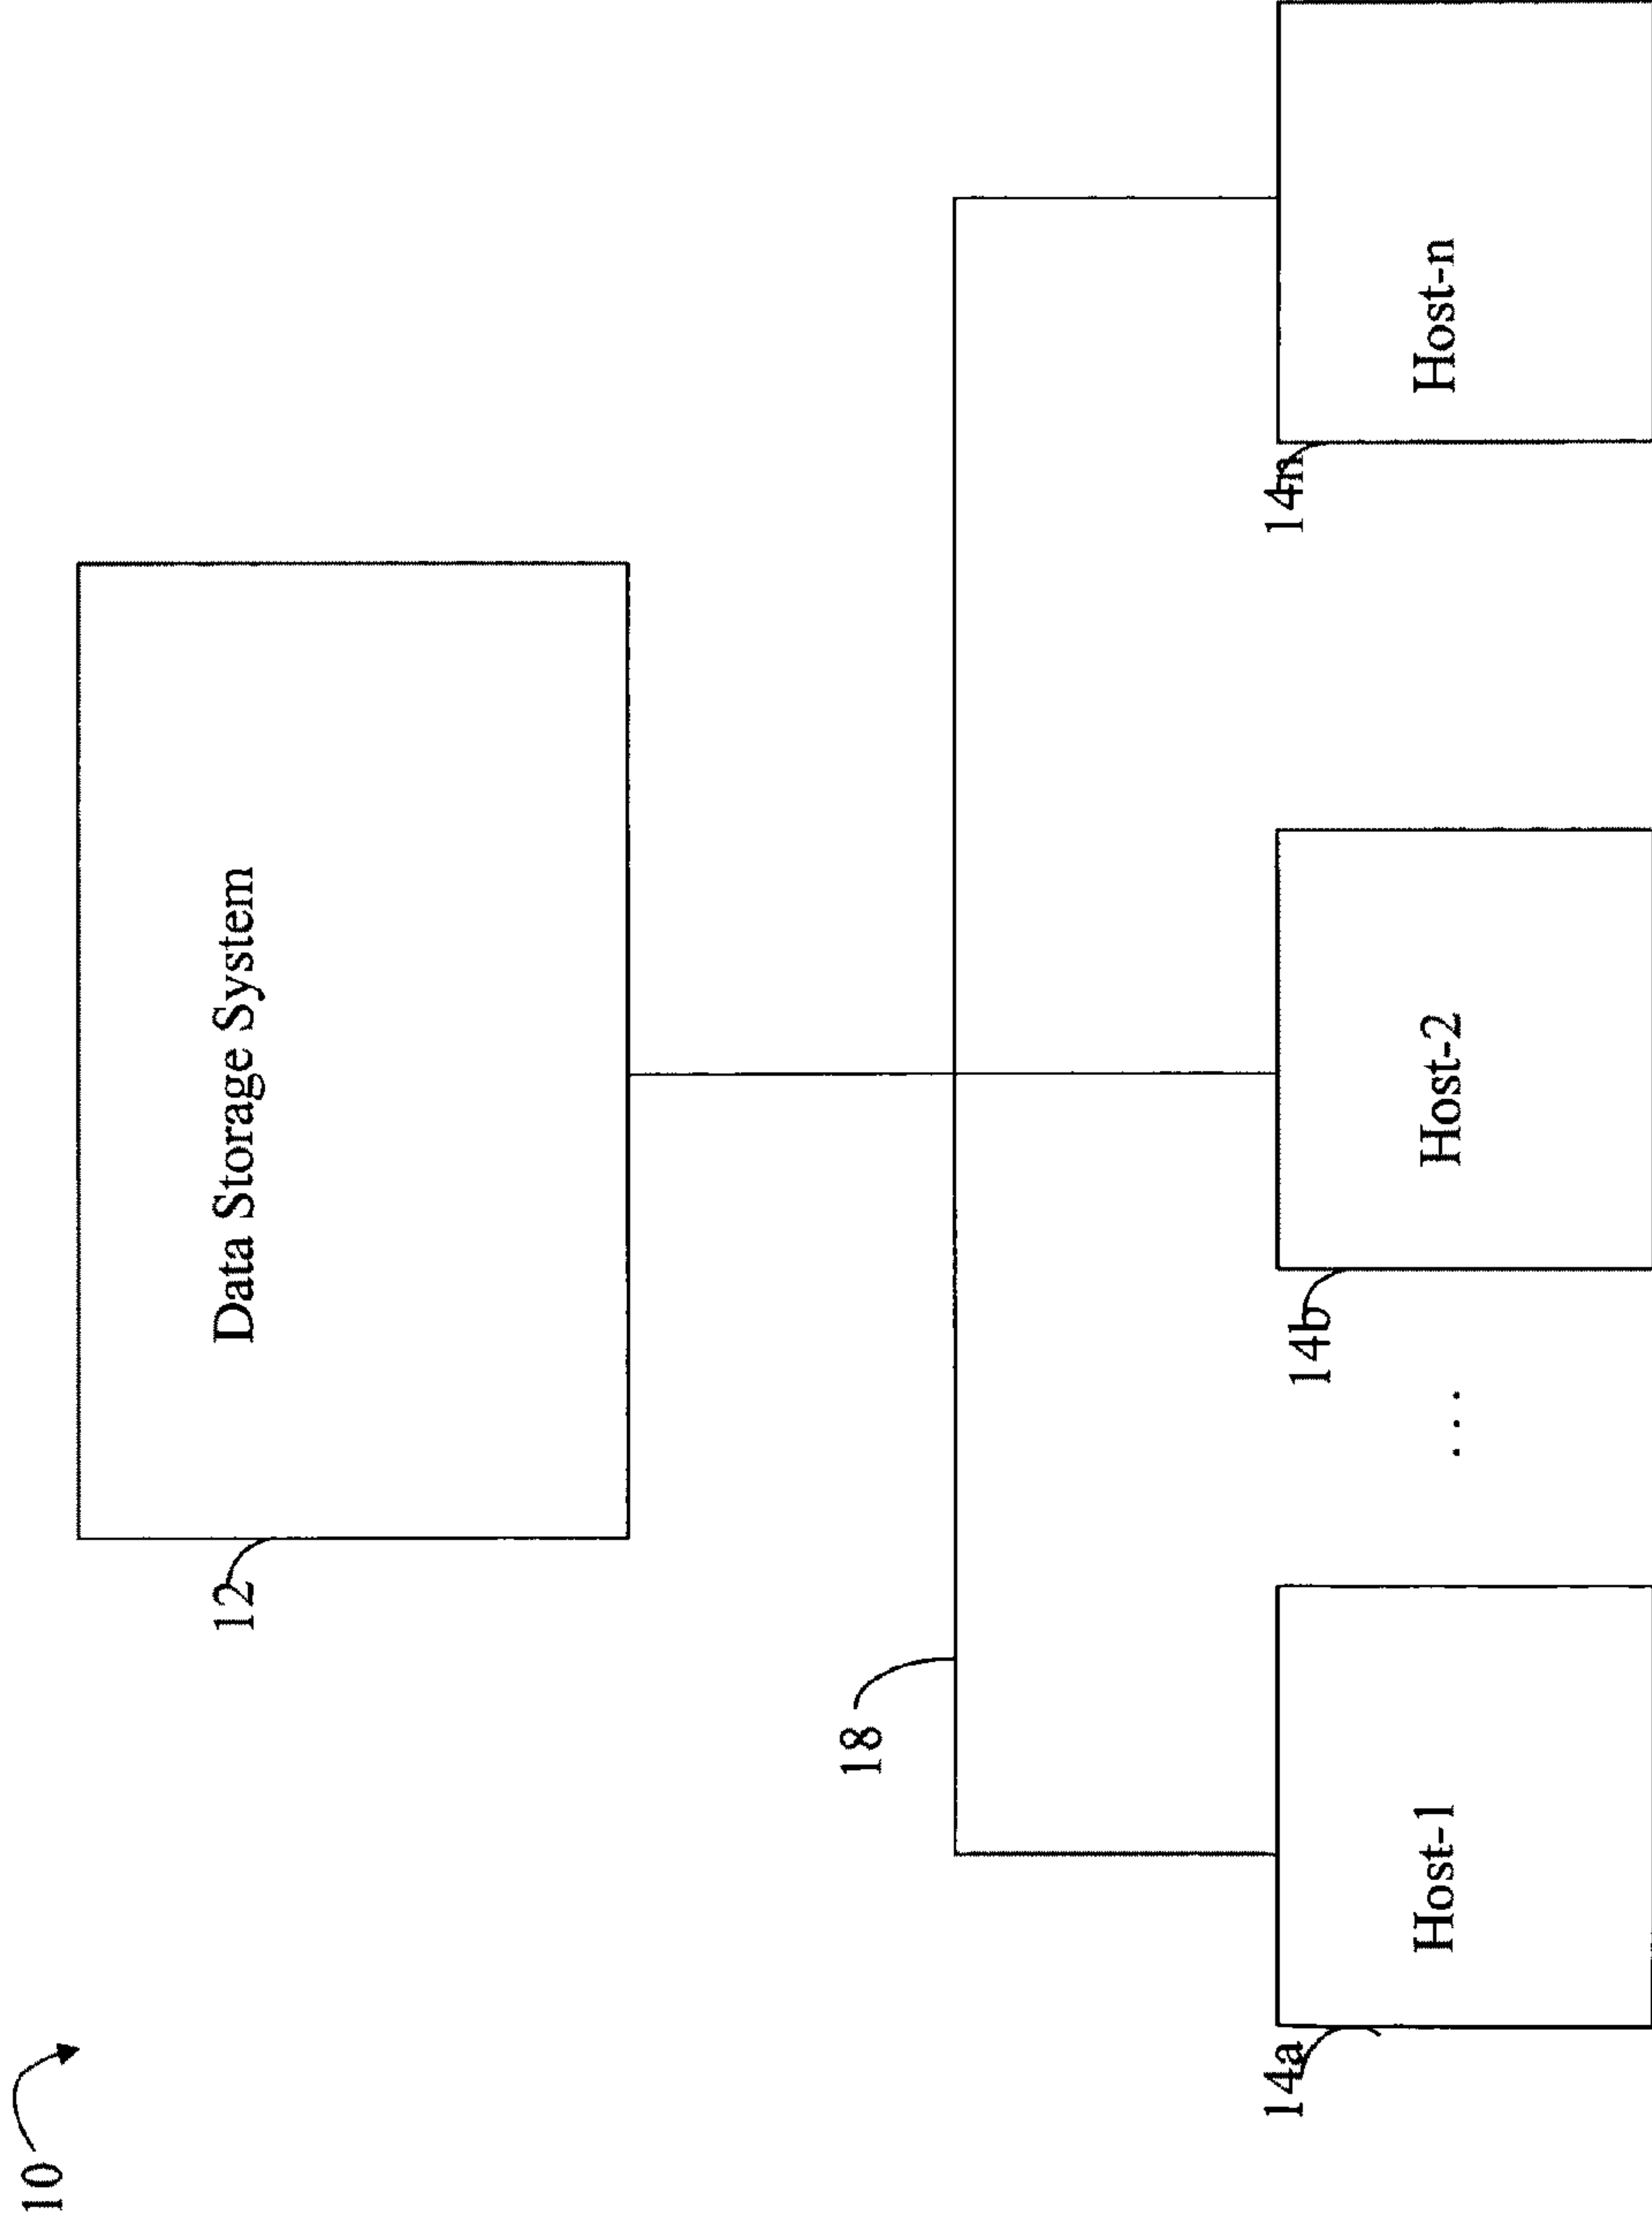 10
12
Data Storage System
18
14a
Host-1
...
14b
Host-2
14n
Host-n